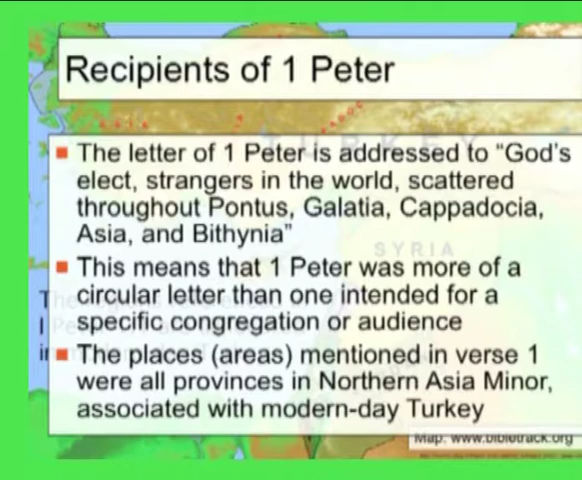 Recipients of 1 Peter
TURKEY
The letter of 1 Peter is addressed to “God's
elect, strangers in the world, scattered
throughout Pontus, Galatia, Cappadocia,
Asia, and Bithynia”
SYRIA
This means that 1 Peter was more of a
circular letter than one intended for a
specific congregation or audience
The places (areas) mentioned in verse 1
were all provinces in Northern Asia Minor,
associated with modern-day Turkey
Map: www.bibletrack.org